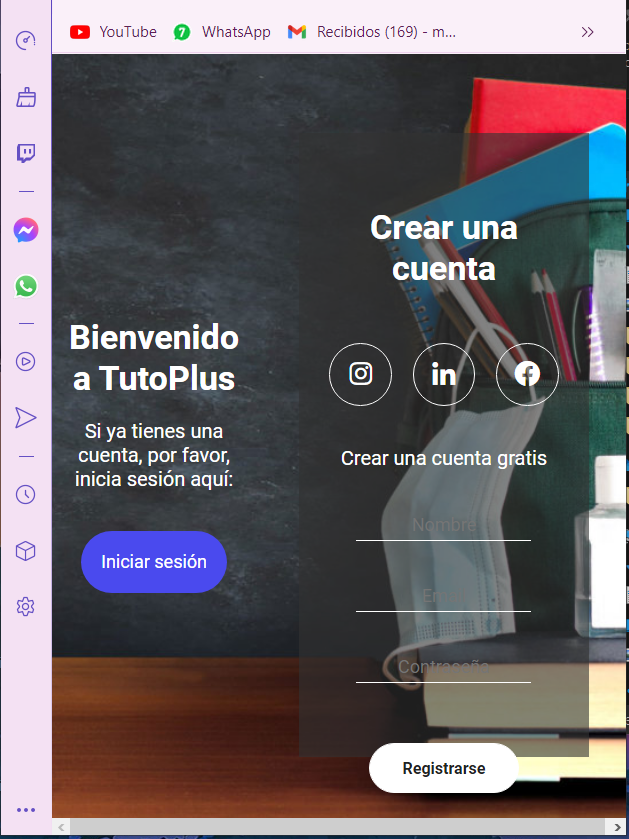 YouTube
WhatsApp
Recibidos (169) - m...
Crear una
cuenta
Bienvenido
a TutoPlus
Si ya tienes una
cuenta, por favor,
inicia sesión aquí:
Iniciar sesión
in
Crear una cuenta gratis
Nombre
Email
Contraseña
Registrarse